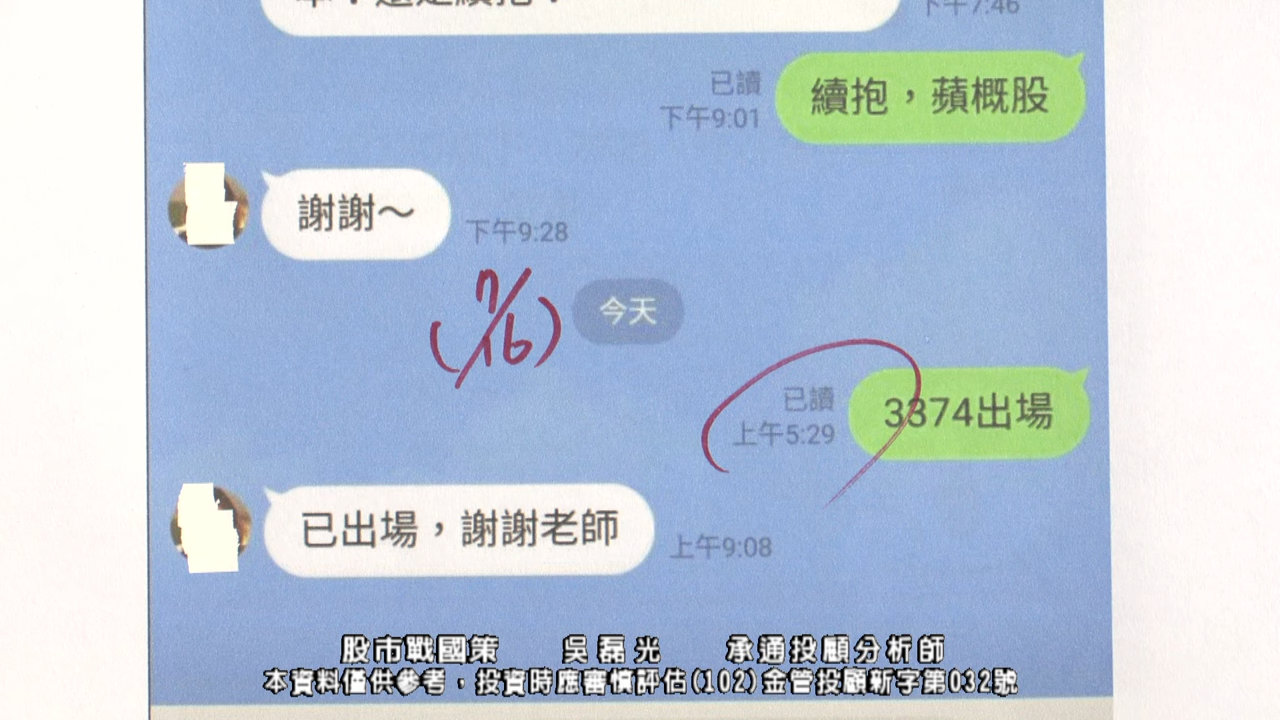 下午7:46
已讀
下午9:01
續抱，蘋概股
謝謝～
下午9:28
(7/16)
今天
已讀
上午5:29
3374出場
已出場，謝謝老師
上午9:08
股市戰國策 吳磊光 承通投顧分析師
本資料僅供參考，投資時應審慎評估(102)金管投顧新字第032號